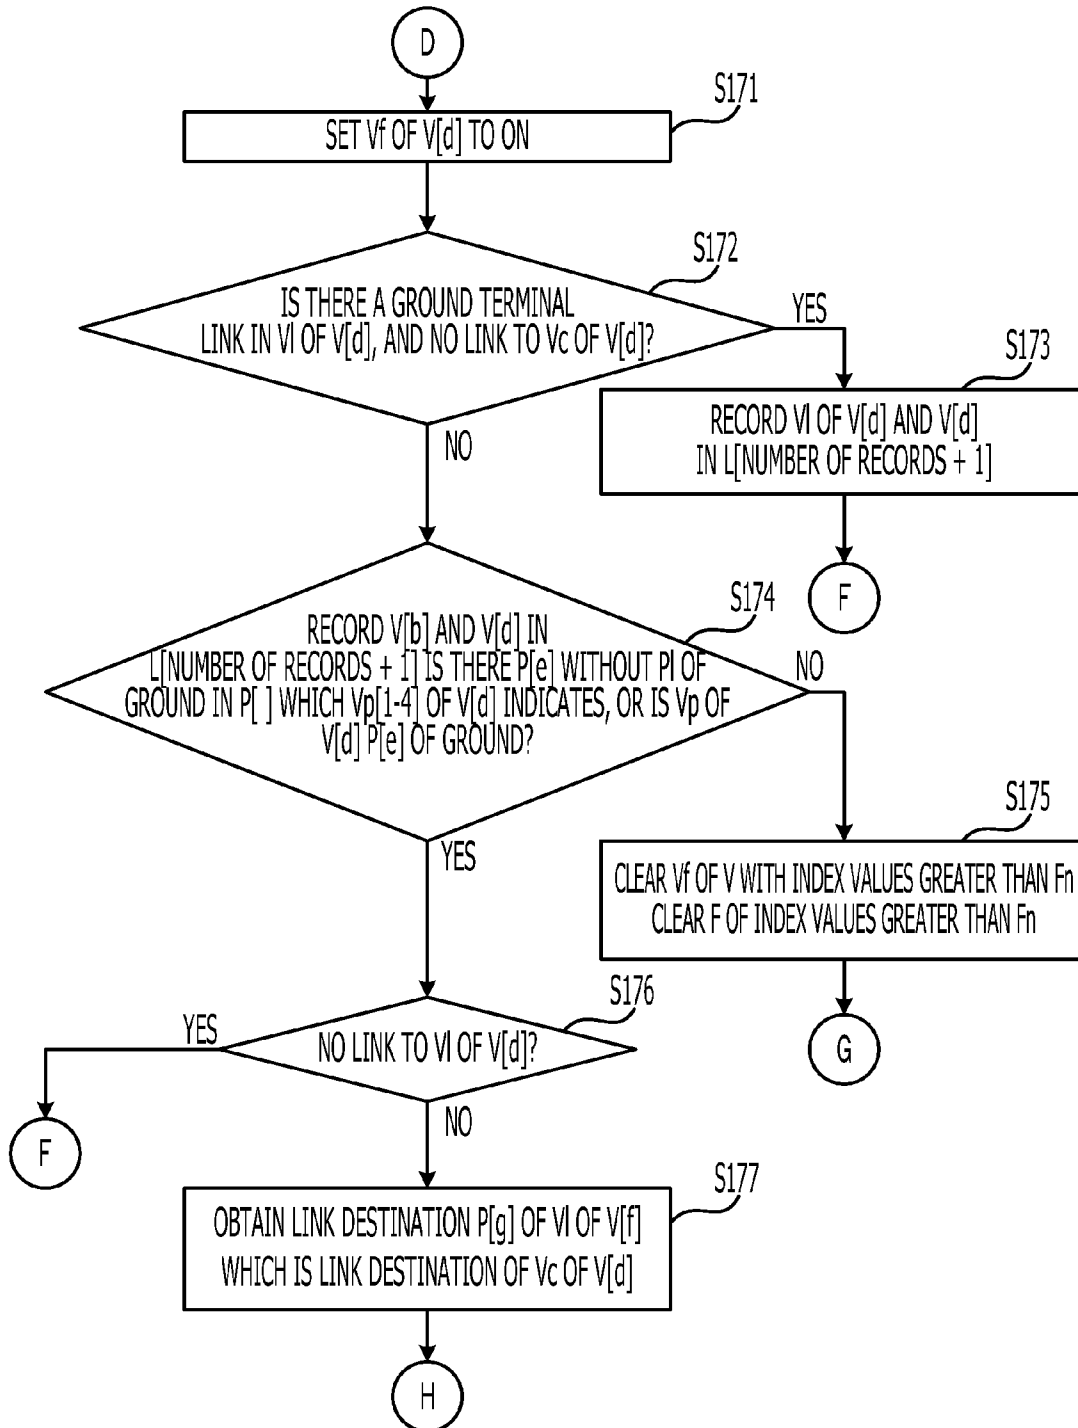 D
S171
SET Vf OF V[d] TO ON
S172
IS THERE A GROUND TERMINAL
LINK IN Vl OF V[d], AND NO LINK TO Vc OF V[d]?
YES
NO
S173
RECORD Vl OF V[d] AND V[d]
IN L[NUMBER OF RECORDS + 1]
F
S174
RECORD V[b] AND V[d] IN
L[NUMBER OF RECORDS + 1] IS THERE P[e] WITHOUT Pl OF
GROUND IN P[ ] WHICH Vp[1-4] OF V[d] INDICATES, OR IS Vp OF
V[d] P[e] OF GROUND?
NO
YES
S175
CLEAR Vf OF V WITH INDEX VALUES GREATER THAN Fn
CLEAR F OF INDEX VALUES GREATER THAN Fn
G
S176
NO LINK TO Vl OF V[d]?
YES
NO
F
S177
OBTAIN LINK DESTINATION P[g] OF Vl OF V[f]
WHICH IS LINK DESTINATION OF Vc OF V[d]
H